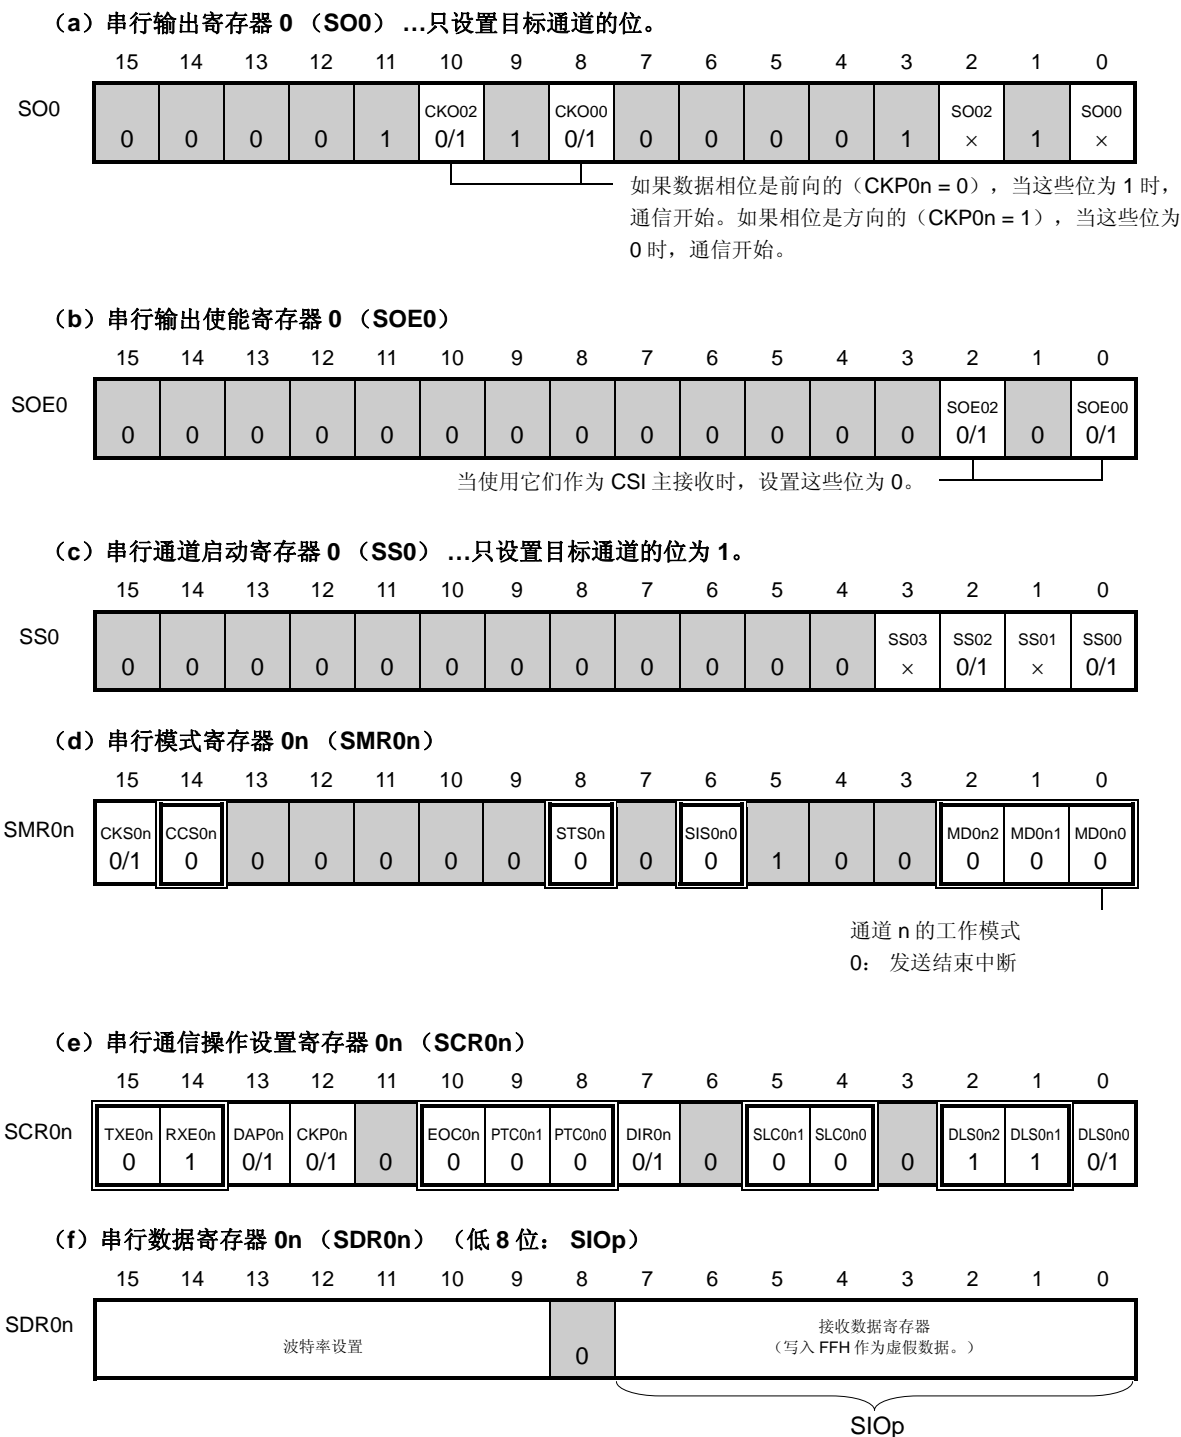 （a）串行输出寄存器 0 （SO0） …只设置目标通道的位。
15 14 13 12 11 10 9 8 7 6 5 4 3 2 1 0
SO0
CKO02 CKO00 SO02 SO00
0 0 0 0 1 0/1 1 0/1 0 0 0 0 1 × 1 ×
如果数据相位是前向的（CKP0n = 0），当这些位为 1 时，
通信开始。如果相位是方向的（CKP0n = 1），当这些位为
0 时，通信开始。
（b）串行输出使能寄存器 0 （SOE0）
15 14 13 12 11 10 9 8 7 6 5 4 3 2 1 0
SOE0
SOE02 SOE00
0 0 0 0 0 0 0 0 0 0 0 0 0 0/1 0 0/1
当使用它们作为 CSI 主接收时，设置这些位为 0。
（c）串行通道启动寄存器 0 （SS0） …只设置目标通道的位为 1。
15 14 13 12 11 10 9 8 7 6 5 4 3 2 1 0
SS0
SS03 SS02 SS01 SS00
0 0 0 0 0 0 0 0 0 0 0 0 × 0/1 × 0/1
（d）串行模式寄存器 0n （SMR0n）
15 14 13 12 11 10 9 8 7 6 5 4 3 2 1 0
SMR0n
CKS0n CCS0n STS0n SIS0n0 MD0n2 MD0n1 MD0n0
0/1 0 0 0 0 0 0 0 0 0 1 0 0 0 0 0
通道 n 的工作模式
0： 发送结束中断
（e）串行通信操作设置寄存器 0n （SCR0n）
15 14 13 12 11 10 9 8 7 6 5 4 3 2 1 0
SCR0n
TXE0n RXE0n DAP0n CKP0n EOC0n PTC0n1 PTC0n0 DIR0n SLC0n1 SLC0n0 DLS0n2 DLS0n1 DLS0n0
0 1 0/1 0/1 0 0 0 0 0/1 0 0 0 0 1 1 0/1
（f）串行数据寄存器 0n （SDR0n） （低 8 位： SIOp）
15 14 13 12 11 10 9 8 7 6 5 4 3 2 1 0
SDR0n
波特率设置
0
接收数据寄存器
（写入 FFH 作为虚假数据。）
SIOp